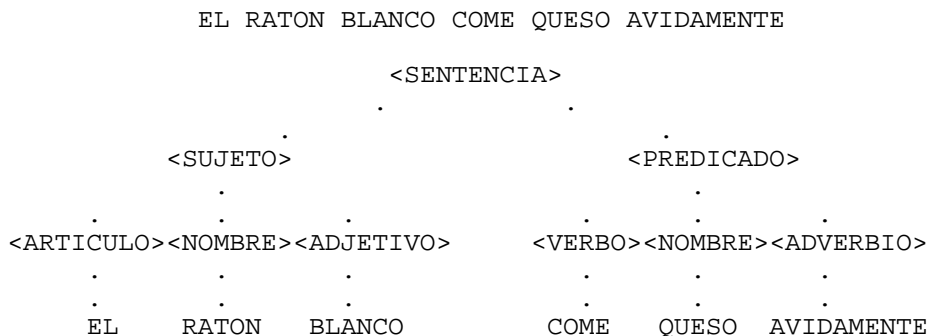 EL RATON BLANCO COME QUESO AVIDAMENTE
<SENTENCIA>
<SUJETO> <PREDICADO>
<ARTICULO><NOMBRE><ADJETIVO> <VERBO><NOMBRE><ADVERBIO>
EL RATON BLANCO COME QUESO AVIDAMENTE